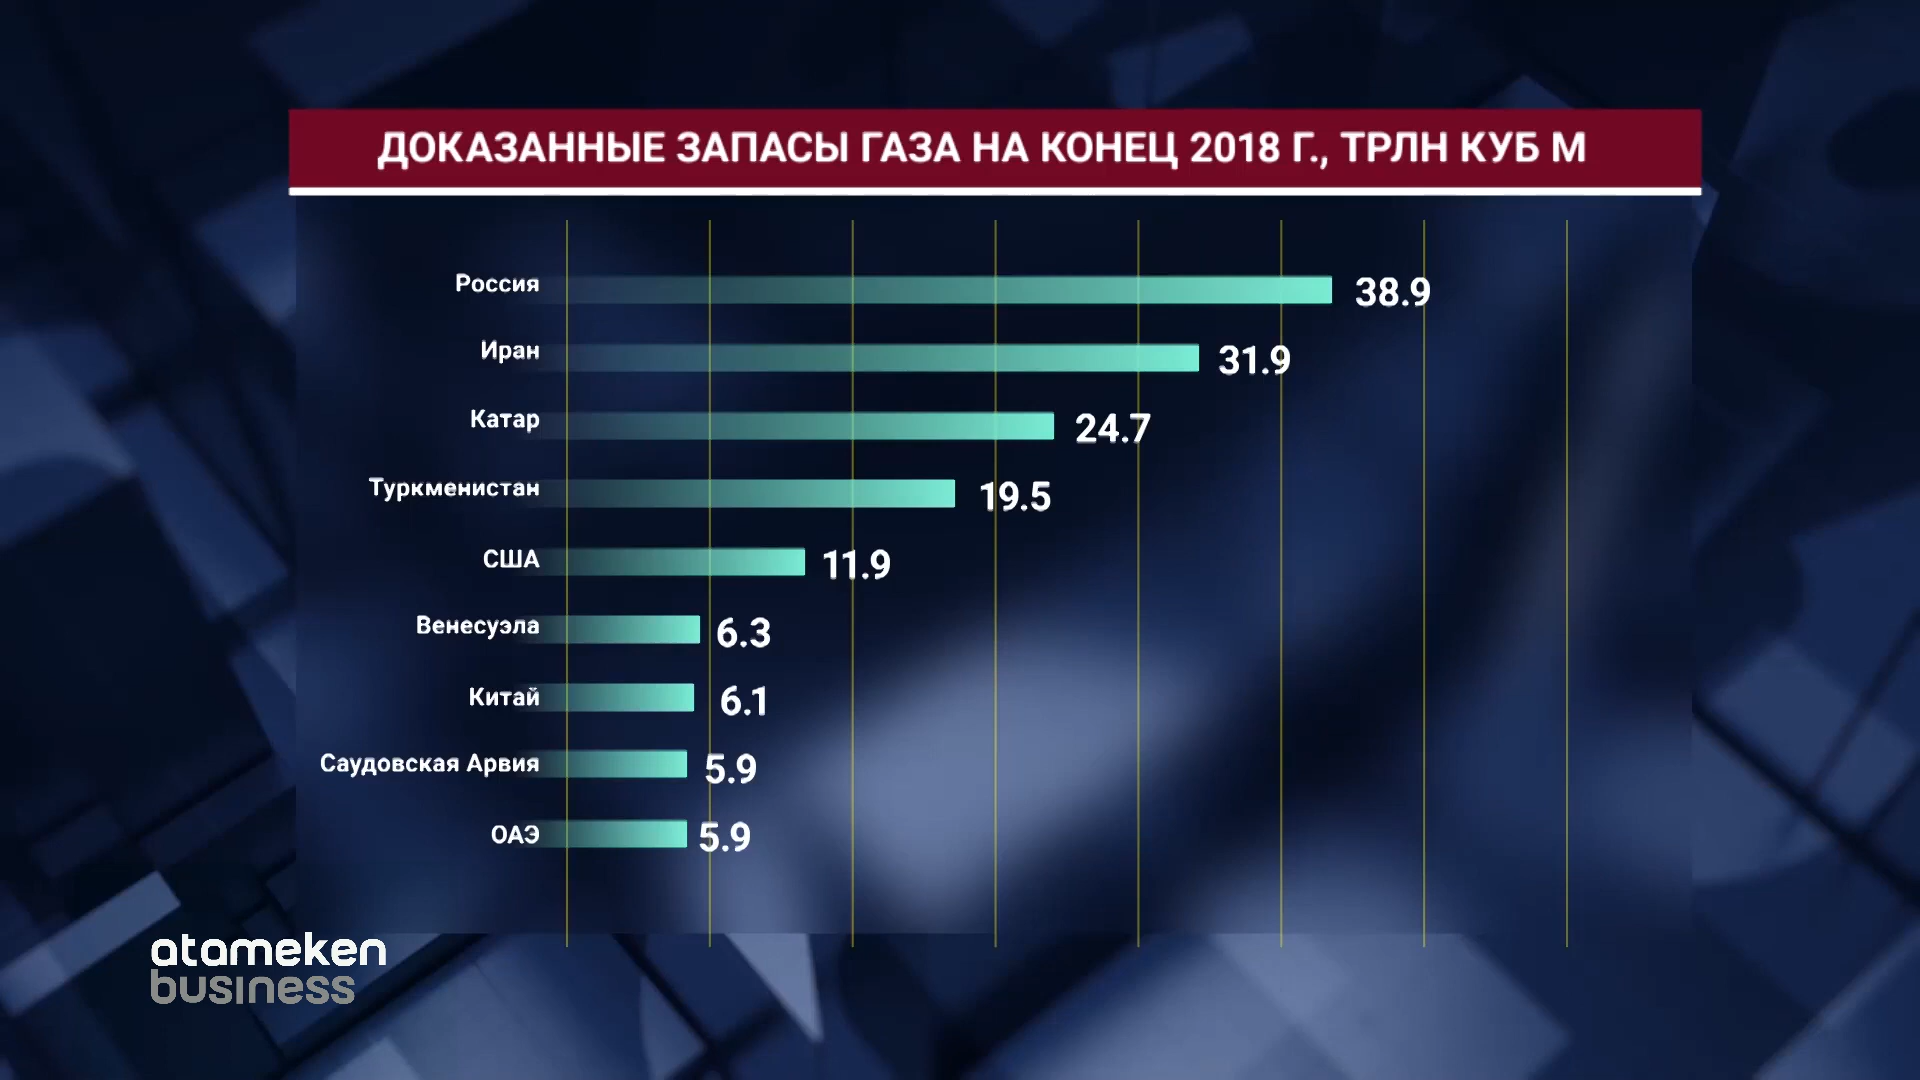 ДОКАЗАННЫЕ ЗАПАСЫ ГАЗА НА КОНЕЦ 2018 Г., ТРЛН КУБ М
Россия 38.9
Иран 31.9
Катар 24.7
Туркменистан 19.5
США 11.9
Венесуэла 6.3
Китай 6.1
Саудовская Арвия 5.9
ОАЭ 5.9
atameken
business